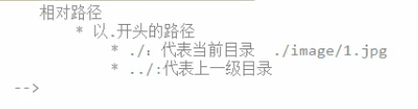 相对路径
* 以.开头的路径
* ./：代表当前目录 ./image/1.jpg
* ../:代表上一级目录
-->